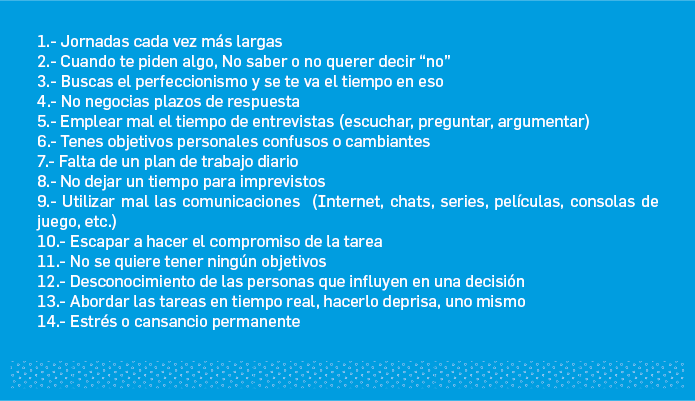 1.- Jornadas cada vez más largas
2.- Cuando te piden algo, No saber o no querer decir “no”
3.- Buscas el perfeccionismo y se te va el tiempo en eso
4.- No negocias plazos de respuesta
5.- Emplear mal el tiempo de entrevistas (escuchar, preguntar, argumentar)
6.- Tenes objetivos personales confusos o cambiantes
7.- Falta de un plan de trabajo diario
8.- No dejar un tiempo para imprevistos
9.- Utilizar mal las comunicaciones (Internet, chats, series, películas, consolas de
juego, etc.)
10.- Escapar a hacer el compromiso de la tarea
11.- No se quiere tener ningún objetivos
12.- Desconocimiento de las personas que influyen en una decisión
13.- Abordar las tareas en tiempo real, hacerlo deprisa, uno mismo
14.- Estrés o cansancio permanente